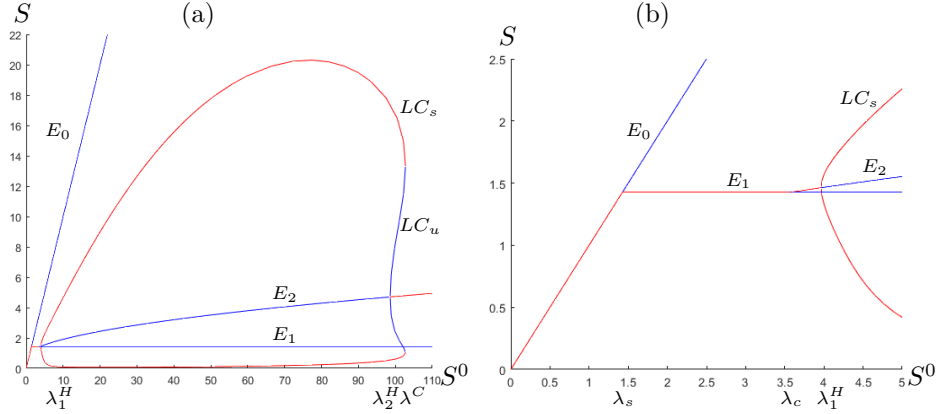 (a)
S
22
20
18
16
14
12
10
8
6
4
2
0
E₀
LCₛ
LCᵤ
E₂
E₁
0 10 20 30 40 50 60 70 80 90 100 110
S⁰
λ₁ᴴ λ₂ᴴ λᶜ
(b)
S
2.5
2
1.5
1
0.5
0
E₀
LCₛ
E₁
E₂
0 0.5 1 1.5 2 2.5 3 3.5 4 4.5 5
S⁰
λₛ λ_c λ₁ᴴ